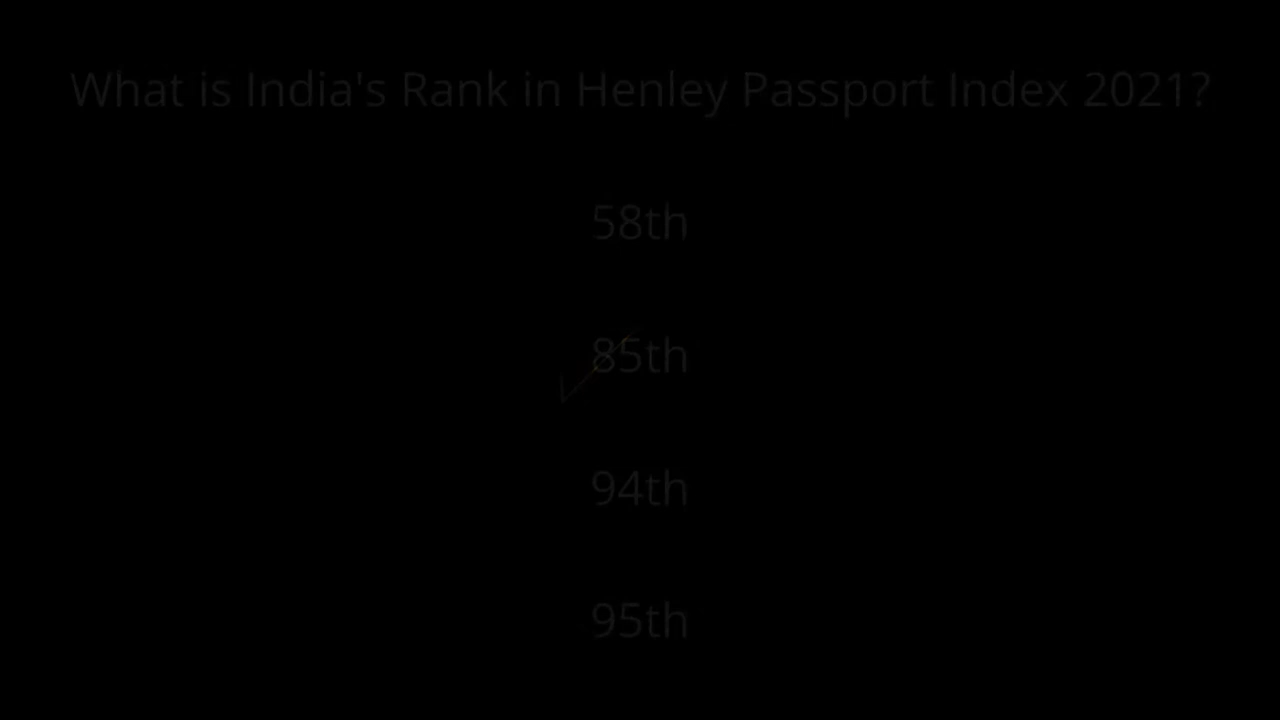 What is India's Rank in Henley Passport Index 2021?
58th
85th
94th
95th